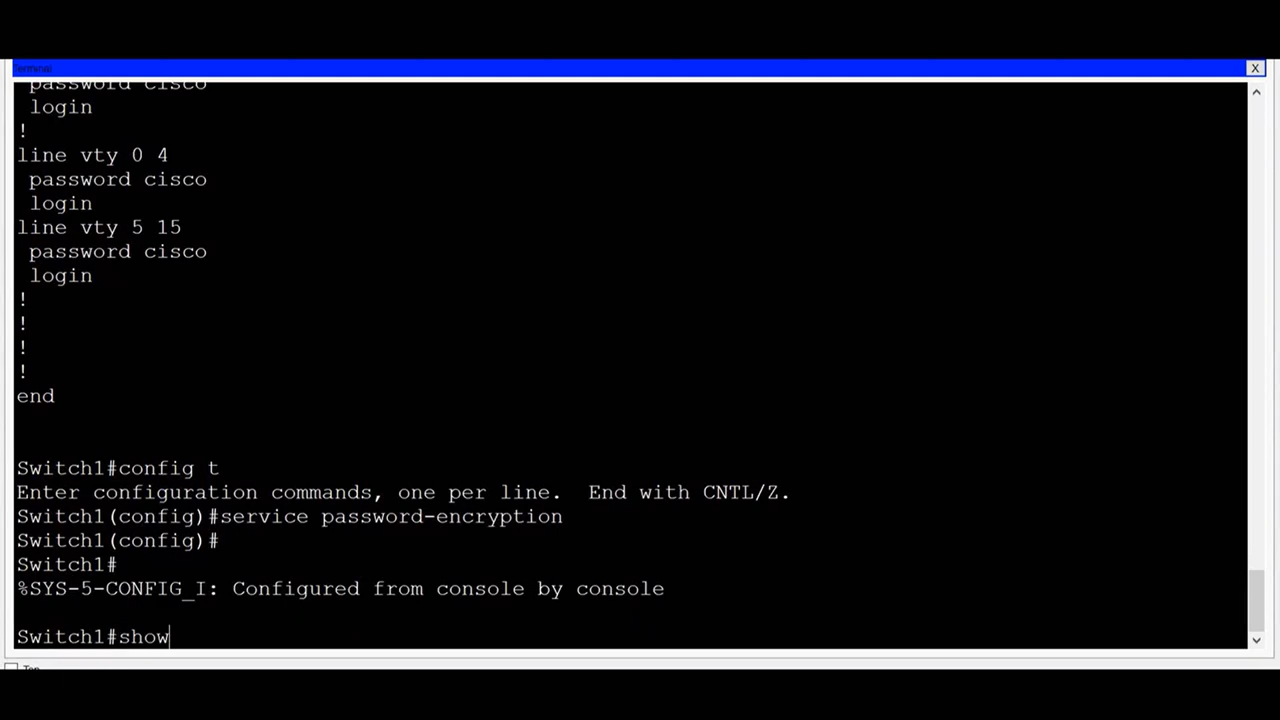 Terminal
X
password cisco
login
!
line vty 0 4
password cisco
login
line vty 5 15
password cisco
login
!
!
!
!
end
Switch1#config t
Enter configuration commands, one per line.  End with CNTL/Z.
Switch1(config)#service password-encryption
Switch1(config)#
Switch1#
%SYS-5-CONFIG_I: Configured from console by console
Switch1#show
Top